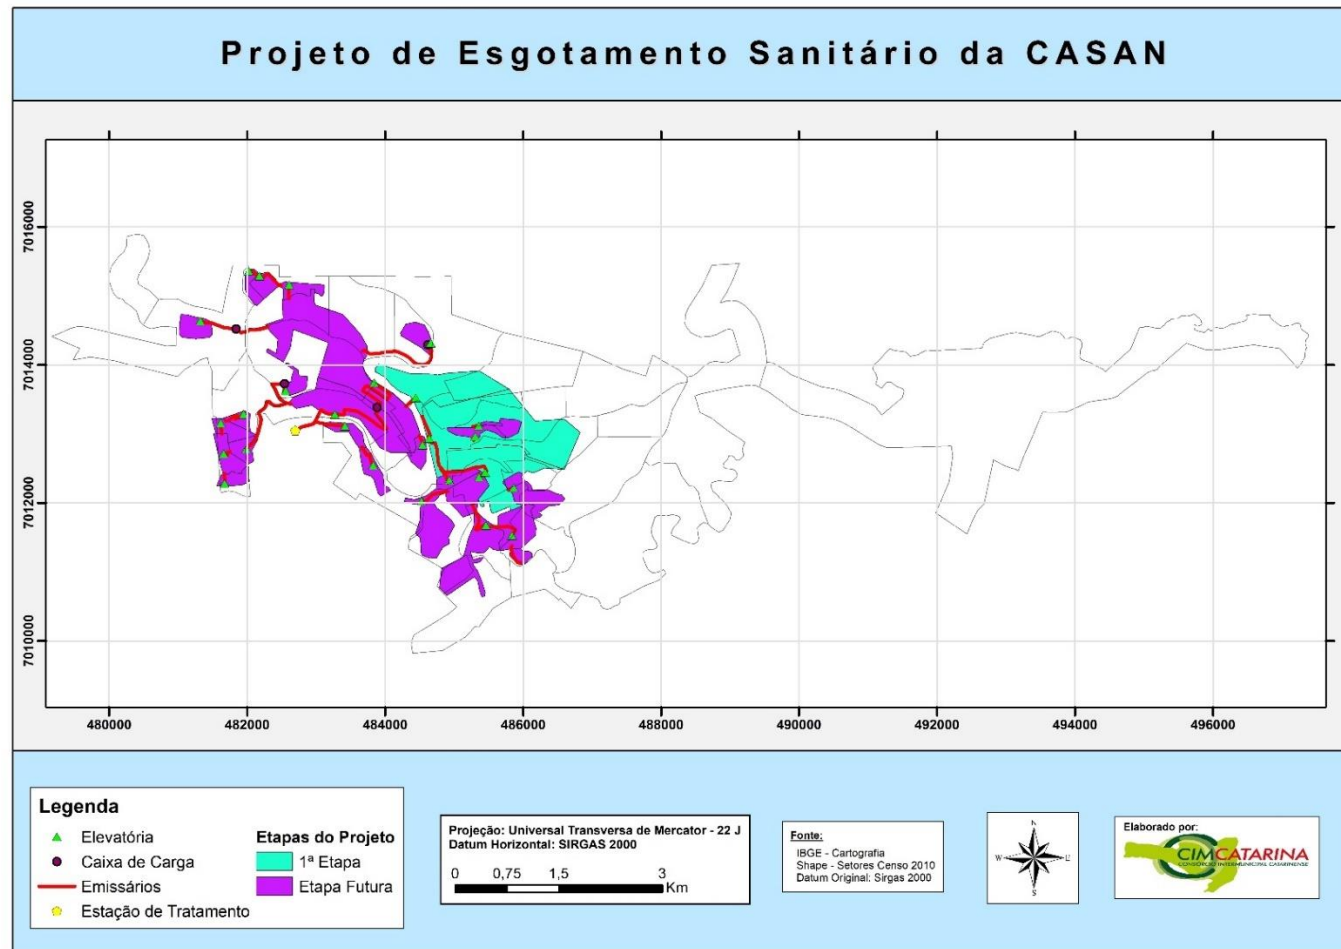 Projeto de Esgotamento Sanitário da CASAN
7016000
7014000
7012000
7010000
480000 482000 484000 486000 488000 490000 492000 494000 496000
Legenda
Elevatória
Caixa de Carga
Emissários
Estação de Tratamento
Etapas do Projeto
1ª Etapa
Etapa Futura
Projeção: Universal Transversa de Mercator - 22 J
Datum Horizontal: SIRGAS 2000
0 0,75 1,5 3
Km
Fonte:
IBGE - Cartografia
Shape - Setores Censo 2010
Datum Original: Sirgas 2000
N
W
S
Elaborado por:
CIMCATARINA
CONSÓRCIO INTERMUNICIPAL CATARINENSE